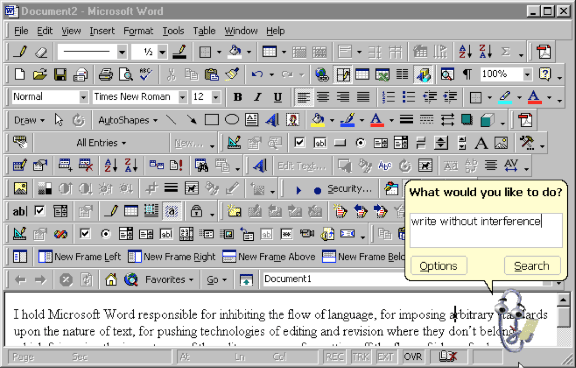 Document2 - Microsoft Word
File Edit View Insert Format Tools Table Window Help
½
100%
Normal Times New Roman 12 B I U
Draw AutoShapes
All Entries New...
Edit Text...
Security...
What would you like to do?
write without interference
Options Search
New Frame Left New Frame Right New Frame Above New Frame Below
Favorites Go Document1
I hold Microsoft Word responsible for inhibiting the flow of language, for imposing arbitrary standards
upon the nature of text, for pushing technologies of editing and revision where they don't belong
Page Sec At Ln Col REC TRK EXT OVR